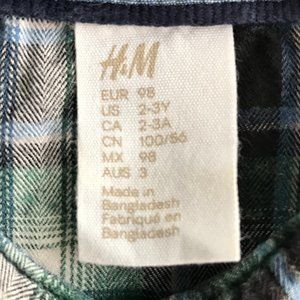 H&M
EUR 98
US 2-3Y
CA 2-3A
CN 100/56
MX 98
AUS 3
Made in
Bangladesh
Fabriqué en
Bangladesh